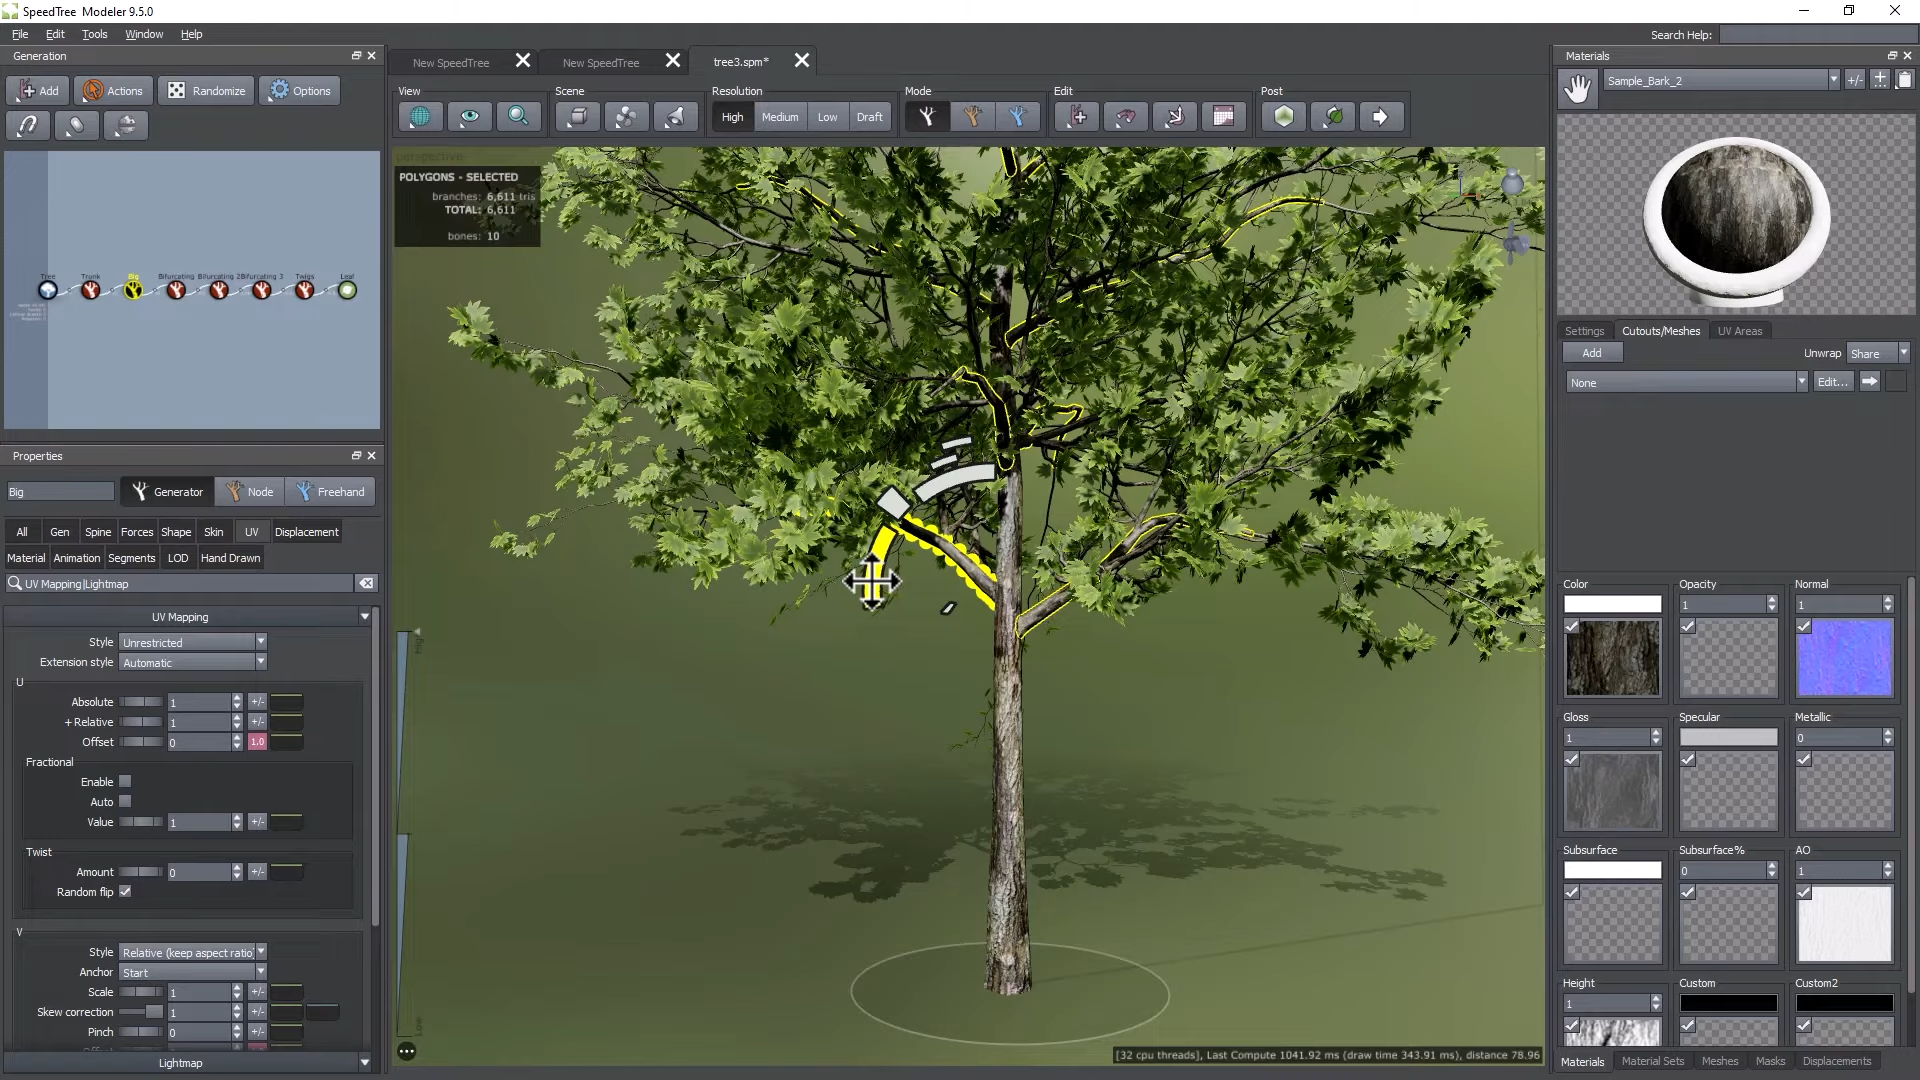 SpeedTree Modeler 9.5.0
File Edit Tools Window Help
Search Help:
Generation
Add Actions Randomize Options
Tree Trunk Big Bifurcating Bifurcating 2 Bifurcating 3 Twigs Leaf
Properties
Big Generator Node Freehand
All Gen Spine Forces Shape Skin UV Displacement
Material Animation Segments LOD Hand Drawn
UV Mapping|Lightmap
UV Mapping
Style Unrestricted
Extension style Automatic
U
Absolute 1 +/-
+ Relative 1 +/-
Offset 0 1,0
Fractional
Enable
Auto
Value 1 +/-
Twist
Amount 0 +/-
Random flip
V
Style Relative (keep aspect ratio)
Anchor Start
Scale 1 +/-
Skew correction 1 +/-
Pinch 0 +/-
Lightmap
New SpeedTree New SpeedTree tree3.spm*
View Scene Resolution Mode Edit Post
High Medium Low Draft
perspective
POLYGONS - SELECTED
branches: 6,611 tris
TOTAL: 6,611
bones: 10
High
Low
[32 cpu threads], Last Compute 1041.92 ms (draw time 343.91 ms), distance 78.96
Materials
Sample_Bark_2 +/-
Settings Cutouts/Meshes UV Areas
Add Unwrap Share
None Edit...
Color Opacity Normal
1 1
Gloss Specular Metallic
1 0
Subsurface Subsurface% AO
0 1
Height Custom Custom2
1
Materials Material Sets Meshes Masks Displacements